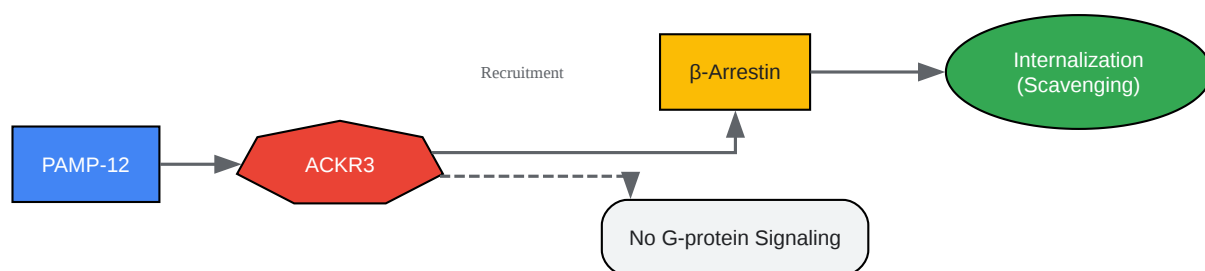 PAMP-12
ACKR3
Recruitment
β-Arrestin
Internalization
(Scavenging)
No G-protein Signaling